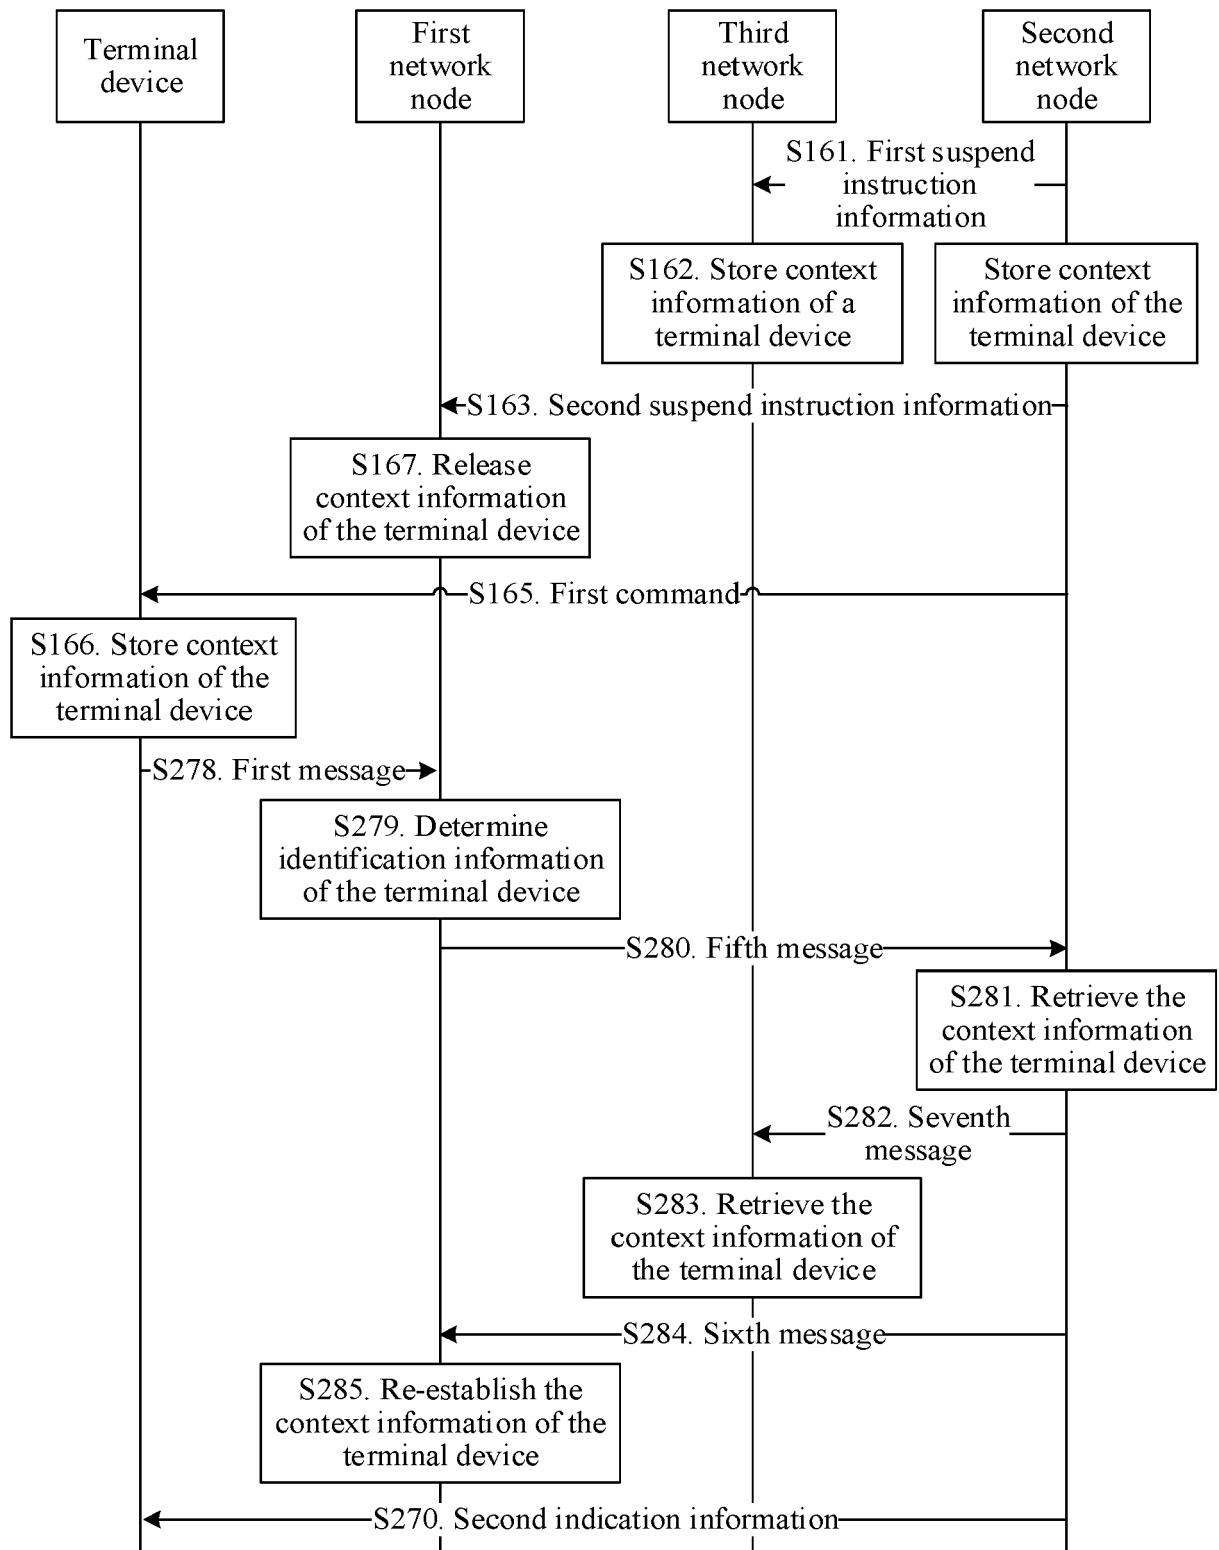 Terminal
device
First
network
node
Third
network
node
Second
network
node
S161. First suspend
instruction
information
S162. Store context
information of a
terminal device
Store context
information of the
terminal device
S163. Second suspend instruction information
S167. Release
context information
of the terminal device
S165. First command
S166. Store context
information of the
terminal device
S278. First message
S279. Determine
identification information
of the terminal device
S280. Fifth message
S281. Retrieve the
context information
of the terminal device
S282. Seventh
message
S283. Retrieve the
context information of
the terminal device
S284. Sixth message
S285. Re-establish the
context information of the
terminal device
S270. Second indication information